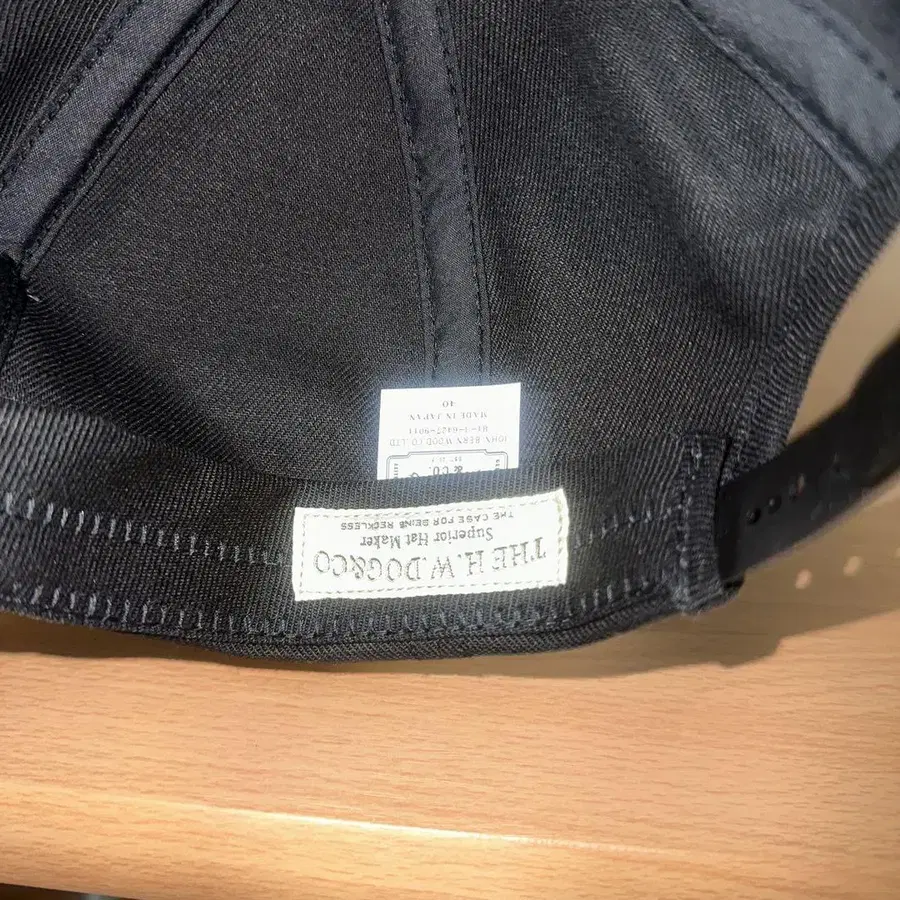 THE H.W.DOG&CO
Superior Hat Maker
THE CASE FOR BEING RECKLESS
& CO.
JOHN-BERN WOOD CO.,LTD
MADE IN JAPAN
40